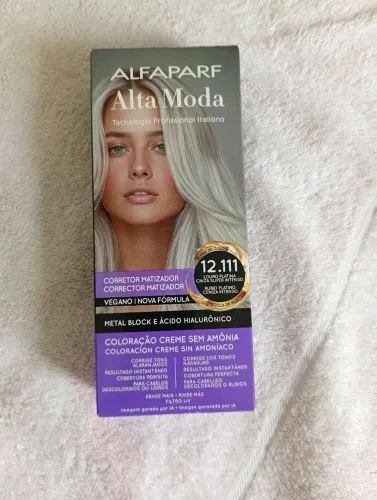 ALFAPARF
Alta Moda
Tecnologia Profissional Italiana
12.111
LOURO PLATINA
CINZA SUPER INTENSO
RUBIO PLATINO
CENIZA INTENSO
CORRETOR MATIZADOR
CORRECTOR MATIZADOR
VEGANO | NOVA FÓRMULA
METAL BLOCK E ÁCIDO HIALURÔNICO
COLORAÇÃO CREME SEM AMÔNIA
COLORACIÓN CREME SIN AMONÍACO
CORRIGE TONS
ALARANJADOS
RESULTADO INSTANTÂNEO
COBERTURA PERFEITA
PARA CABELOS
DESCOLORIDOS OU LOIROS
CORRIGE LOS TONOS
NARANJAS
RESULTADO INSTANTÁNEO
COBERTURA PERFECTA
PARA CABELLOS
DECOLORADOS O RUBIOS
RENDE MAIS • RINDE MÁS
FILTRO UV
Imagem gerada por IA • Imagen generada por IA